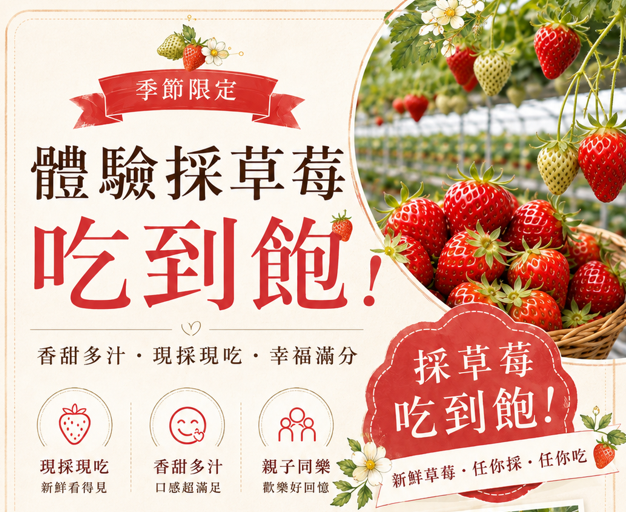 季節限定
體驗採草莓
吃到飽!
香甜多汁・現採現吃・幸福滿分
現採現吃
新鮮看得見
香甜多汁
口感超滿足
親子同樂
歡樂好回憶
採草莓
吃到飽!
新鮮草莓・任你採・任你吃